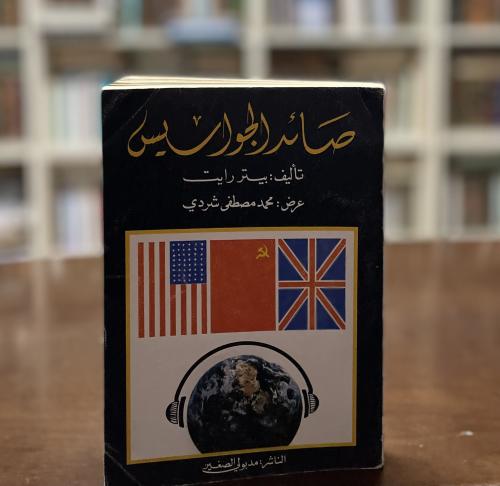 صائد الجواسيس
تأليف: بيتر رايت
عرض: محمد مصطفى شردي
الناشر: مدبولي الصغير